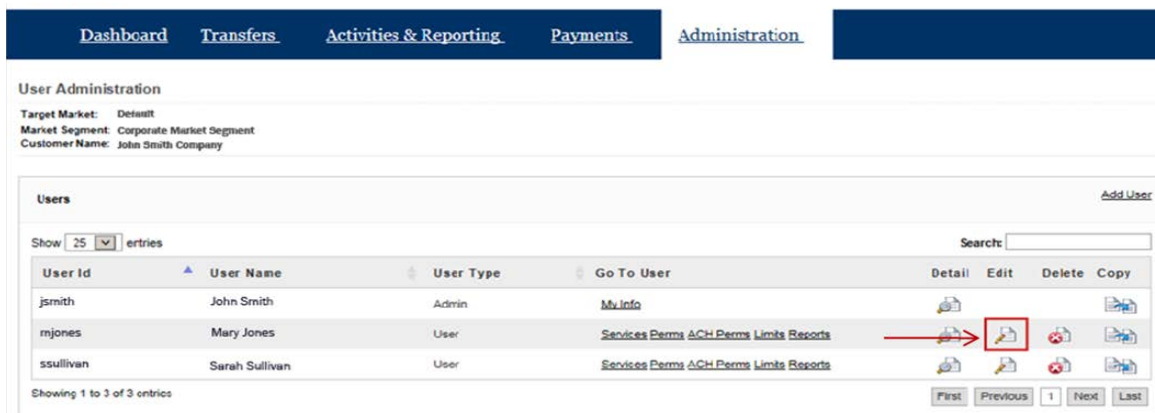 Dashboard Transfers Activities & Reporting Payments Administration
User Administration
Target Market: Default
Market Segment: Corporate Market Segment
Customer Name: John Smith Company
Users Add User
Show 25 entries Search:
User Id User Name User Type Go To User Detail Edit Delete Copy
jsmith John Smith Admin My Info
mjones Mary Jones User Services Perms ACH Perms Limits Reports
ssullivan Sarah Sullivan User Services Perms ACH Perms Limits Reports
Showing 1 to 3 of 3 entries First Previous 1 Next Last